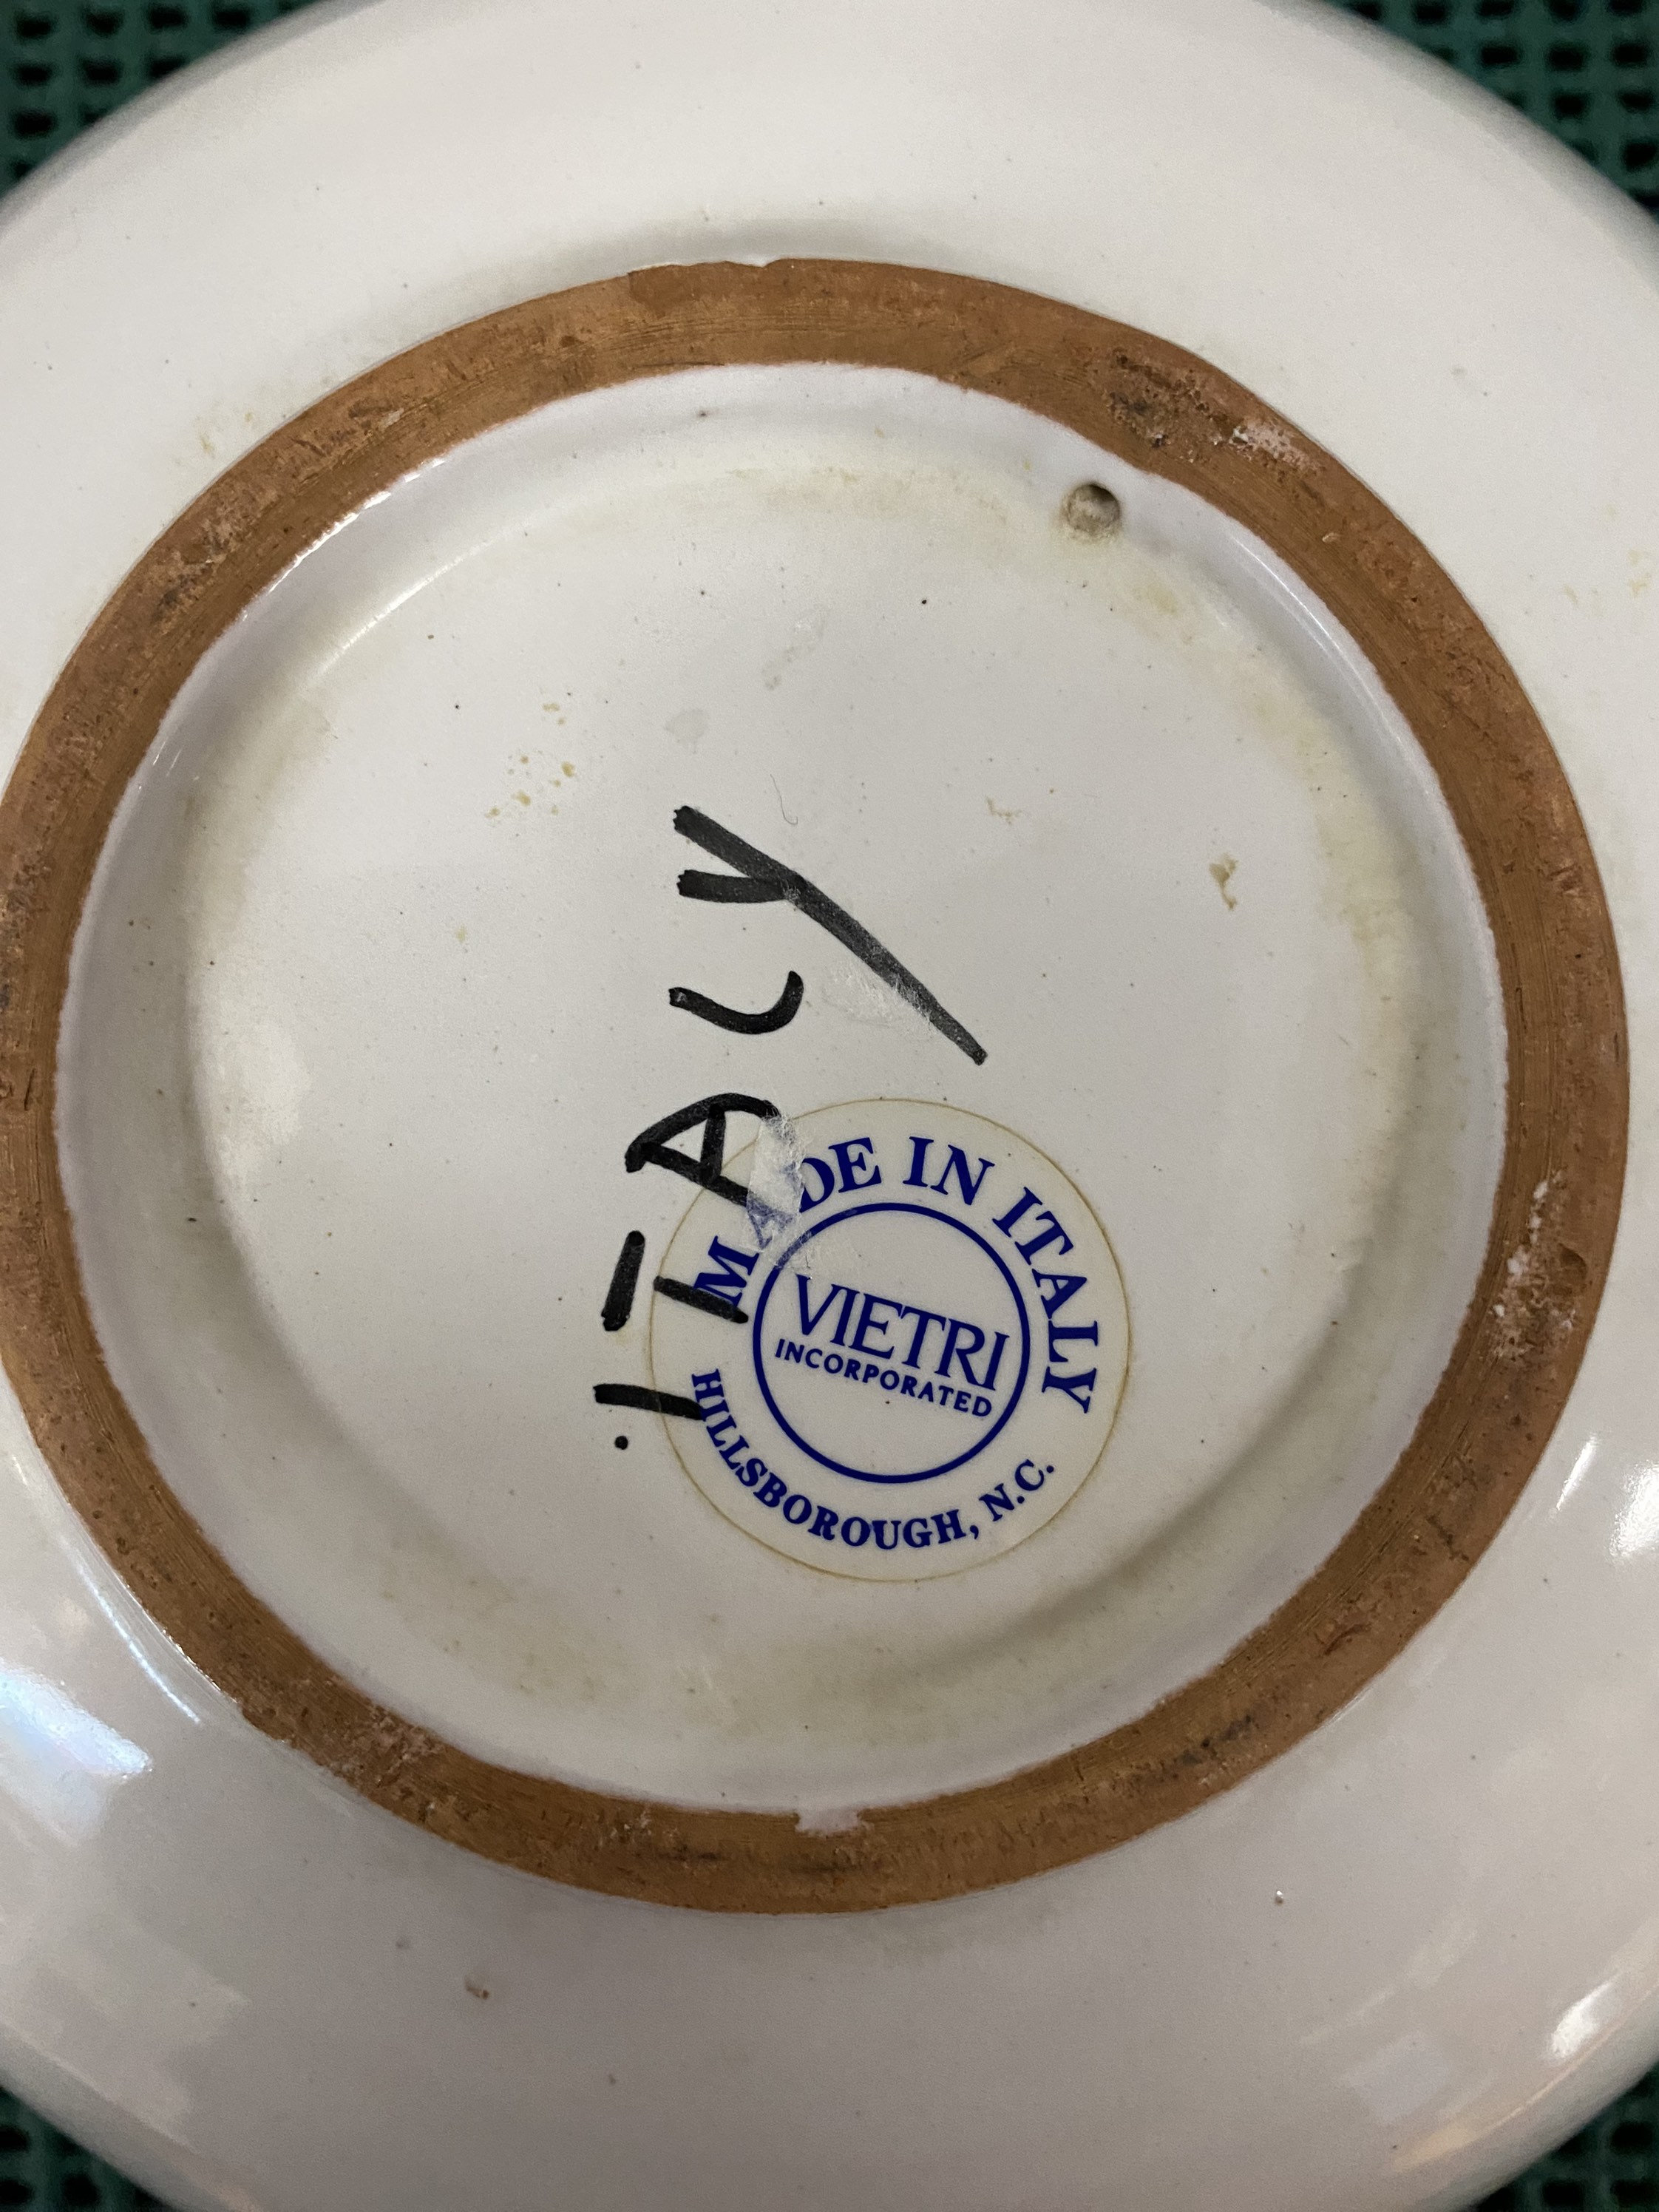 ITALY
MADE IN ITALY
VIETRI
INCORPORATED
HILLSBOROUGH, N.C.